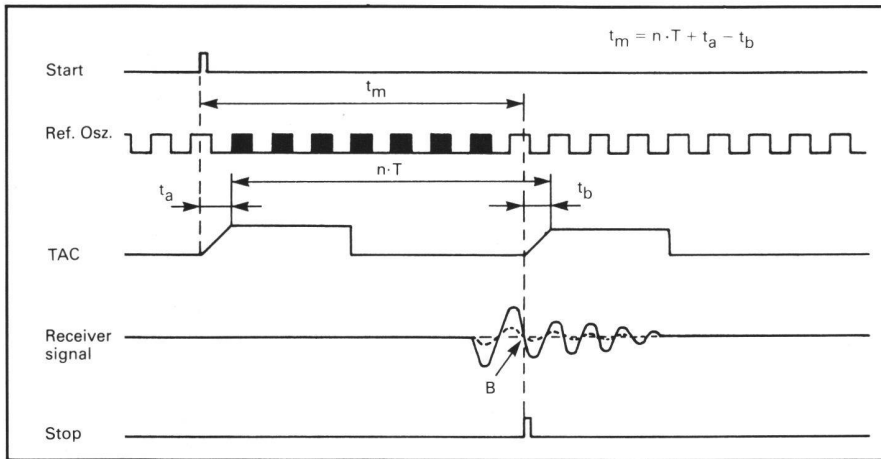 t_m = n · T + t_a − t_b
Start
t_m
Ref. Osz.
n·T
t_a
t_b
TAC
Receiver
signal
B
Stop